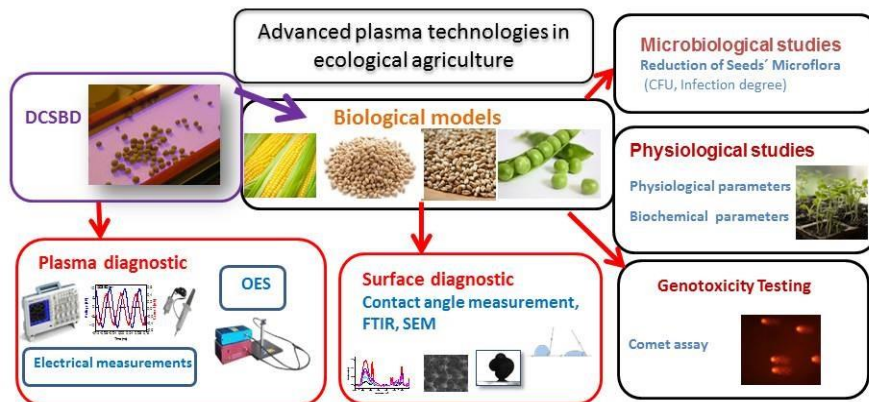 Advanced plasma technologies in
ecological agriculture
DCSBD
Biological models
Microbiological studies
Reduction of Seeds´ Microflora
(CFU, Infection degree)
Physiological studies
Physiological parameters
Biochemical parameters
Plasma diagnostic
OES
Electrical measurements
Surface diagnostic
Contact angle measurement,
FTIR, SEM
Genotoxicity Testing
Comet assay